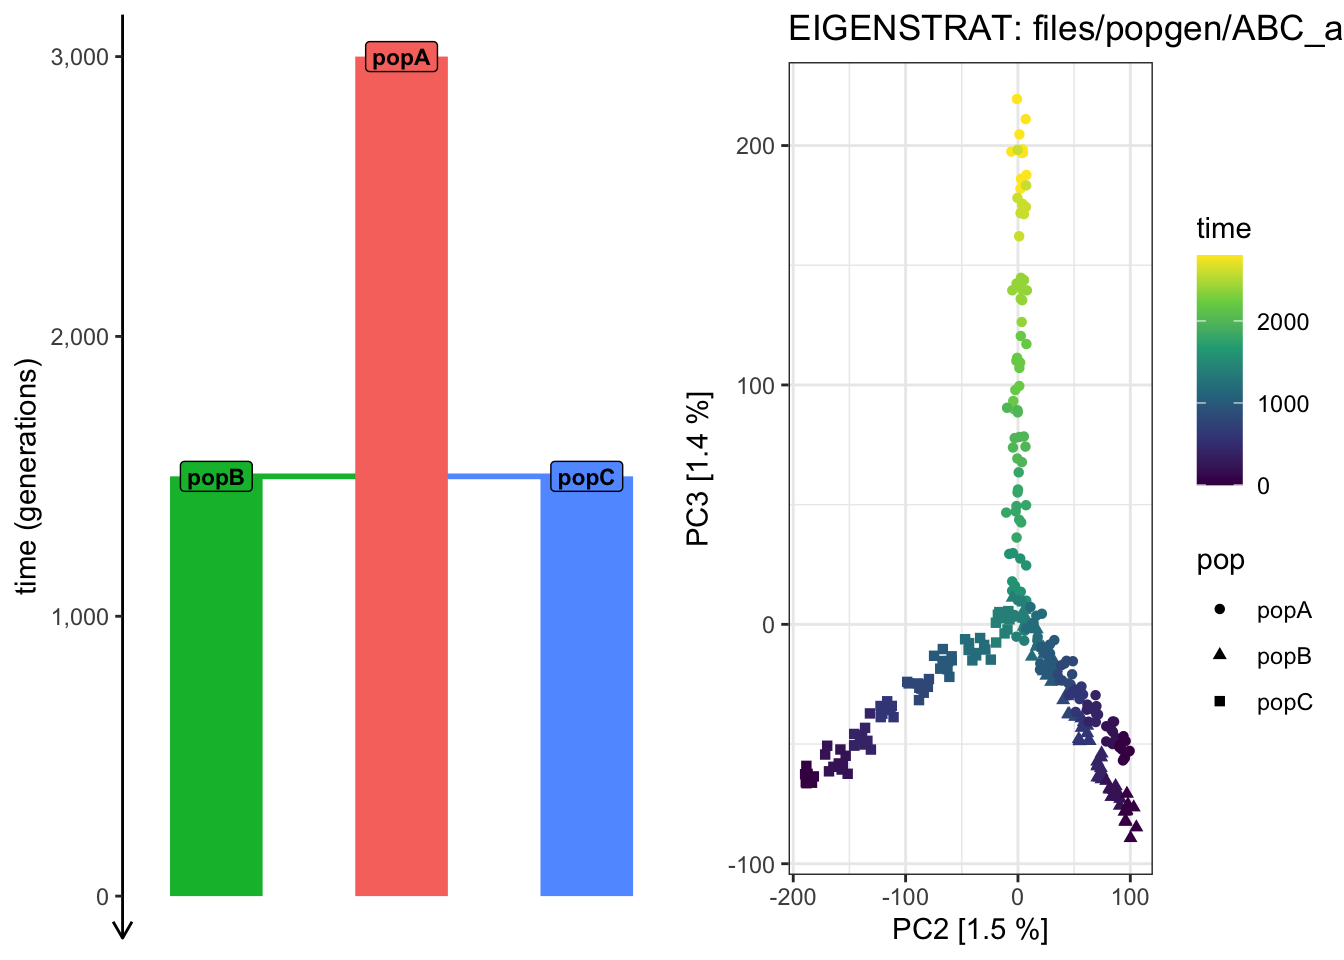 time (generations)
3,000
2,000
1,000
0
popA
popB
popC
EIGENSTRAT: files/popgen/ABC_a
PC3 [1.4 %]
200
100
0
-100
-200
-100
0
100
PC2 [1.5 %]
time
2000
1000
0
pop
popA
popB
popC